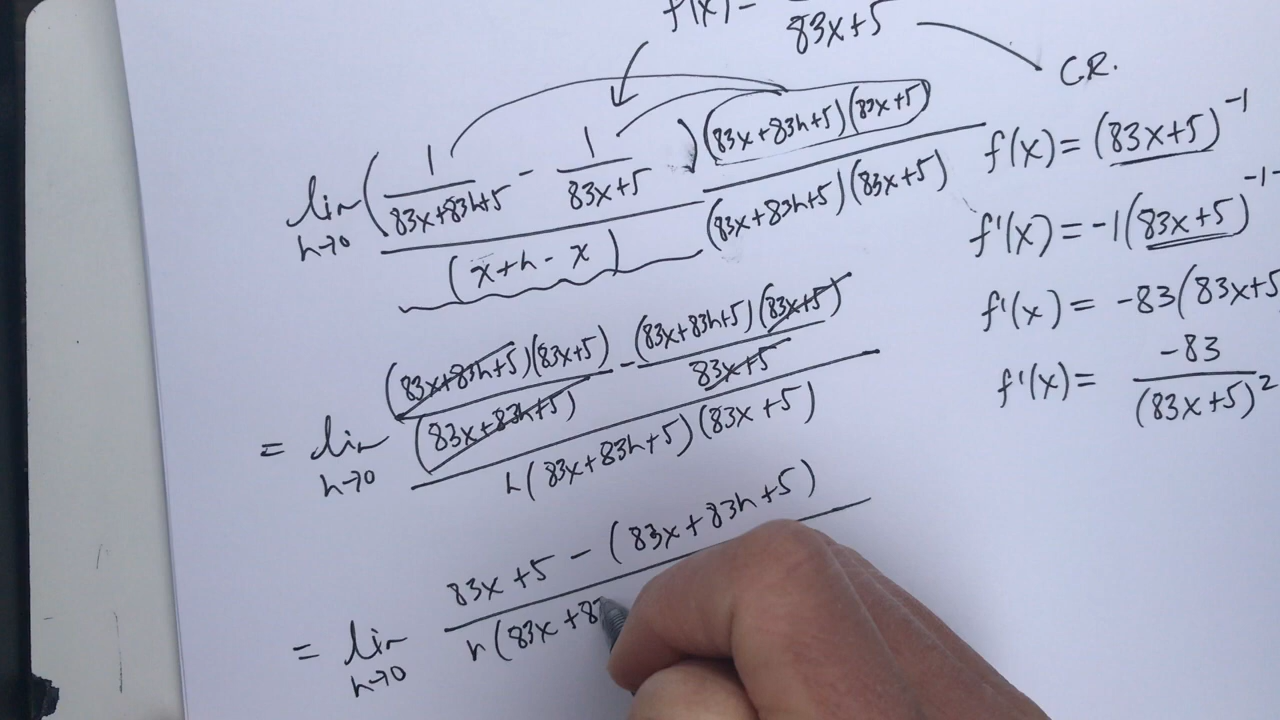 f(x) =
83x+5
C.R.
lim h→0 ( 1/(83x+83h+5) - 1/(83x+5) ) (83x+83h+5)(83x+5)
(x+h-x) (83x+83h+5)(83x+5)
= lim h→0 (83x+83h+5)(83x+5)/(83x+83h+5) - (83x+83h+5)(83x+5)/83x+5
h(83x+83h+5)(83x+5)
= lim h→0 83x+5-(83x+83h+5)
h(83x+8
f(x) = (83x+5)^-1
f'(x) = -1(83x+5)^-1-
f'(x) = -83(83x+5
f'(x) = -83/(83x+5)^2